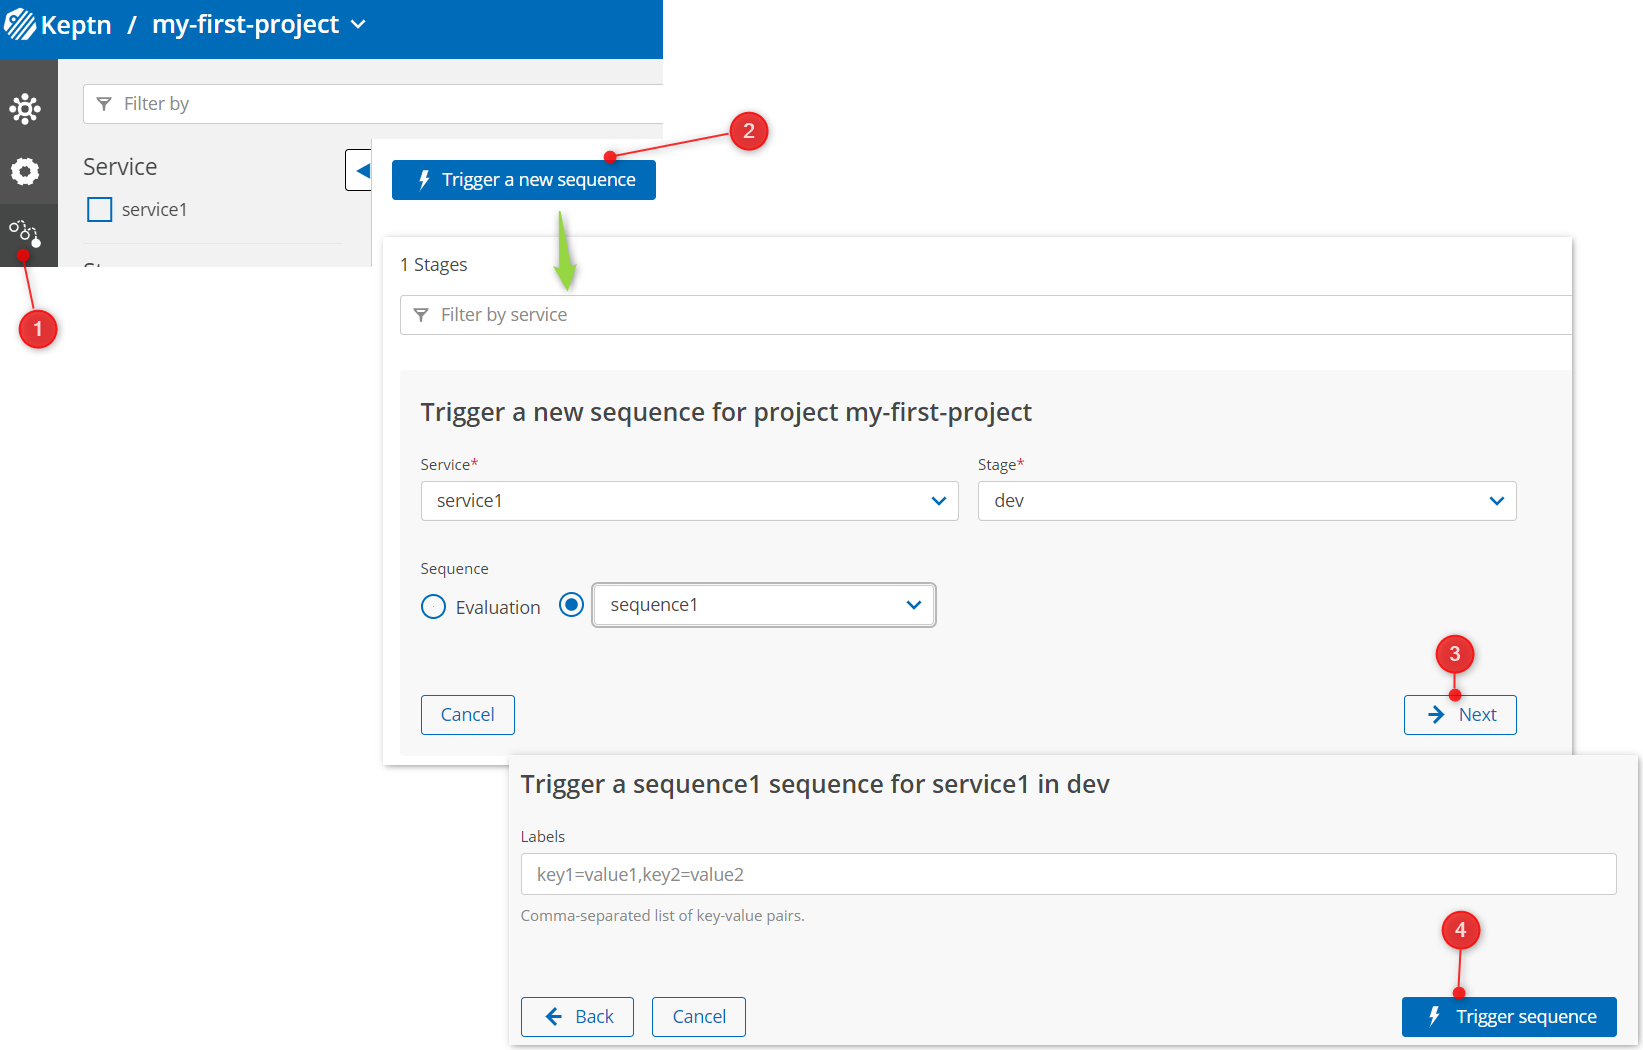 Keptn / my-first-project
Filter by
Service
service1
1
2
Trigger a new sequence
1 Stages
Filter by service
Trigger a new sequence for project my-first-project
Service*
Stage*
service1
dev
Sequence
Evaluation
sequence1
3
Cancel
Next
Trigger a sequence1 sequence for service1 in dev
Labels
key1=value1,key2=value2
Comma-separated list of key-value pairs.
4
Back
Cancel
Trigger sequence